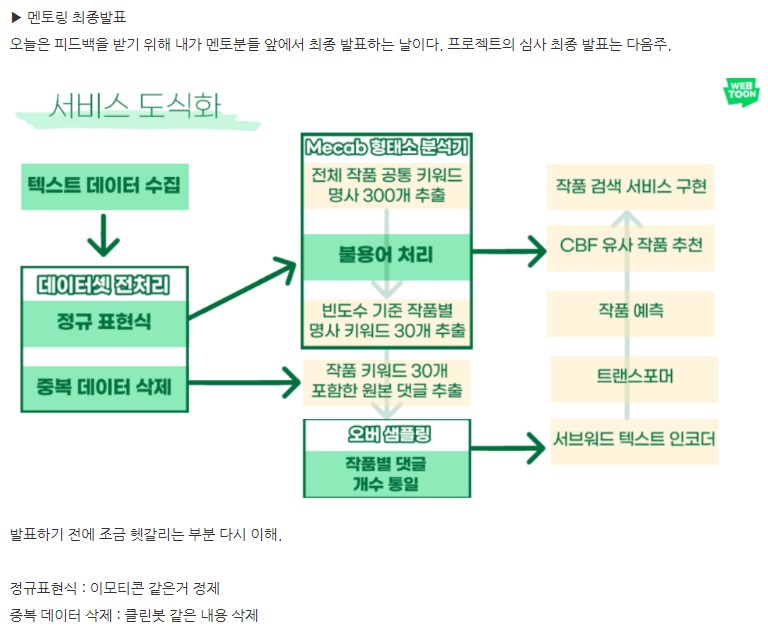 ▶ 멘토링 최종발표
오늘은 피드백을 받기 위해 내가 멘토분들 앞에서 최종 발표하는 날이다. 프로젝트의 심사 최종 발표는 다음주.
서비스 도식화
WEB
TOON
텍스트 데이터 수집
데이터셋 전처리
정규 표현식
중복 데이터 삭제
Mecab 형태소 분석기
전체 작품 공통 키워드
명사 300개 추출
불용어 처리
빈도수 기준 작품별
명사 키워드 30개 추출
작품 키워드 30개
포함한 원본 댓글 추출
오버 샘플링
작품별 댓글
개수 통일
작품 검색 서비스 구현
CBF 유사 작품 추천
작품 예측
트랜스포머
서브워드 텍스트 인코더
발표하기 전에 조금 헷갈리는 부분 다시 이해.
정규표현식 : 이모티콘 같은거 정제
중복 데이터 삭제 : 클린봇 같은 내용 삭제